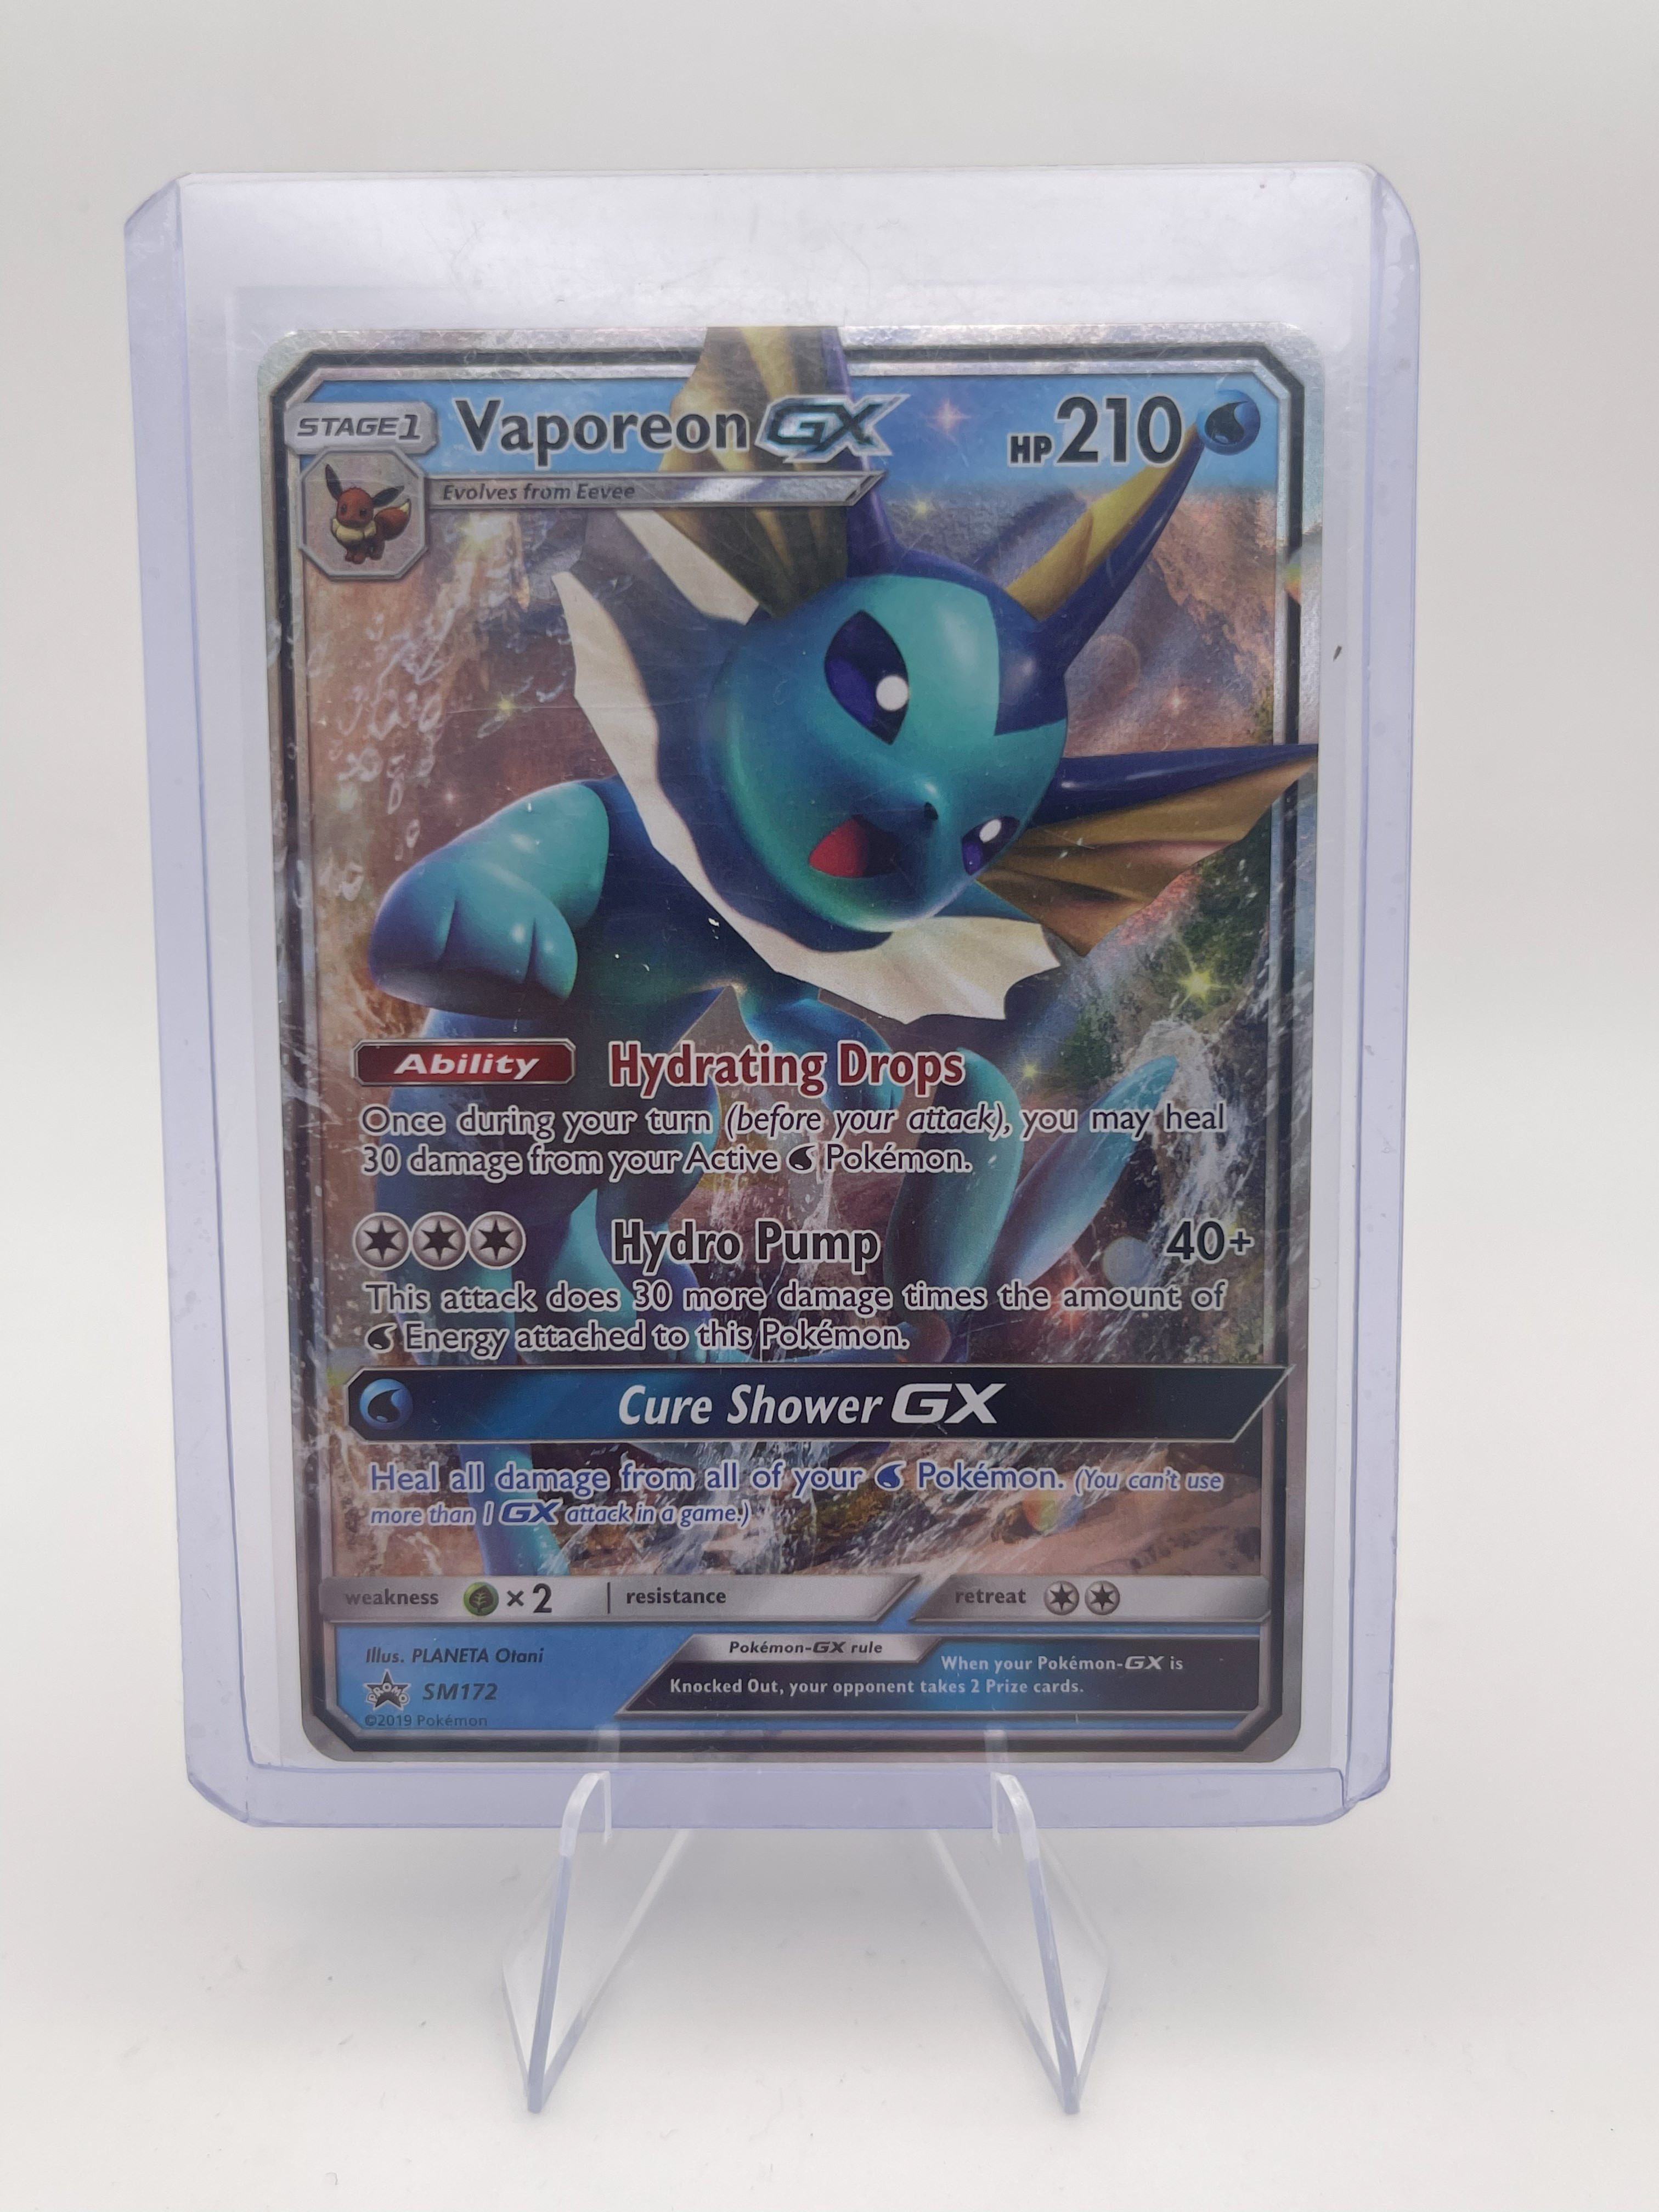 STAGE1 Vaporeon GX HP 210
Evolves from Eevee
Ability Hydrating Drops
Once during your turn (before your attack), you may heal
30 damage from your Active Pokémon.
Hydro Pump 40+
This attack does 30 more damage times the amount of
Energy attached to this Pokémon.
Cure Shower GX
Heal all damage from all of your Pokémon. (You can't use
more than 1 GX attack in a game.)
weakness ×2 resistance retreat
Illus. PLANETA Otani
Pokémon-GX rule
When your Pokémon-GX is
Knocked Out, your opponent takes 2 Prize cards.
PROMO SM172
©2019 Pokémon